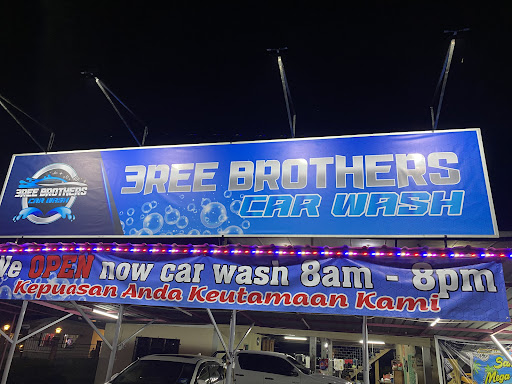 3REE BROTHERS
CAR WASH
3REE BROTHERS
CAR WASH
We OPEN now car wash 8am - 8pm
Kepuasan Anda Keutamaan Kami
Mega